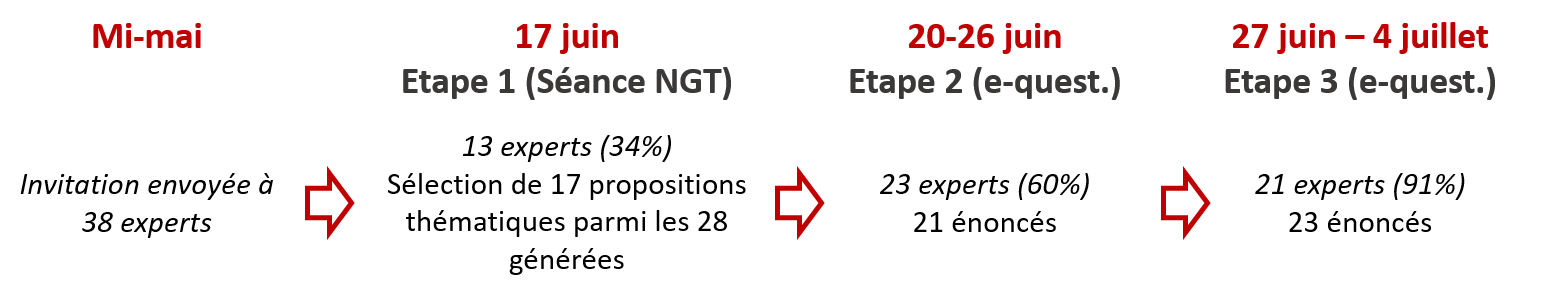 Mi-mai
Invitation envoyée à
38 experts
17 juin
Etape 1 (Séance NGT)
13 experts (34%)
Sélection de 17 propositions
thématiques parmi les 28
générées
20-26 juin
Etape 2 (e-quest.)
23 experts (60%)
21 énoncés
27 juin – 4 juillet
Etape 3 (e-quest.)
21 experts (91%)
23 énoncés